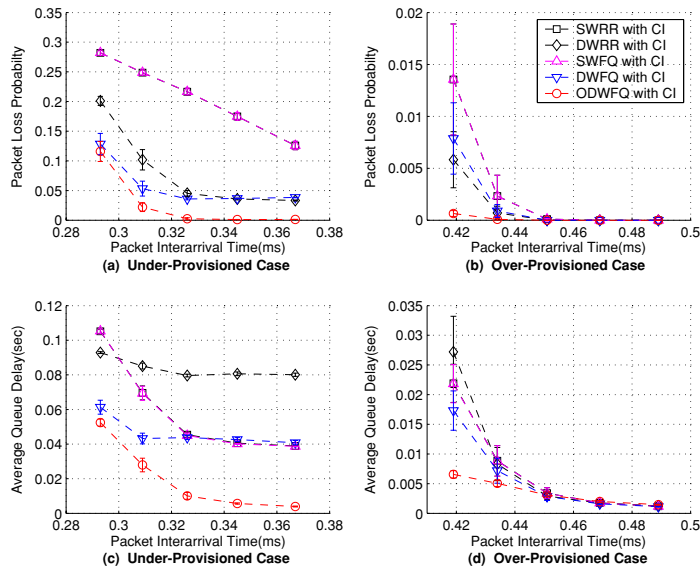 0.35
0.3
0.25
0.2
0.15
0.1
0.05
0
0.28
0.3
0.32
0.34
0.36
0.38
Packet Loss Probabilty
Packet Interarrival Time(ms)
(a) Under-Provisioned Case
0.02
0.015
0.01
0.005
0
0.42
0.44
0.46
0.48
0.5
Packet Loss Probabilty
Packet Interarrival Time(ms)
(b) Over-Provisioned Case
SWRR with CI
DWRR with CI
SWFQ with CI
DWFQ with CI
ODWFQ with CI
0.12
0.1
0.08
0.06
0.04
0.02
0
0.28
0.3
0.32
0.34
0.36
0.38
Average Queue Delay(sec)
Packet Interarrival Time(ms)
(c) Under-Provisioned Case
0.035
0.03
0.025
0.02
0.015
0.01
0.005
0
0.42
0.44
0.46
0.48
0.5
Average Queue Delay(sec)
Packet Interarrival Time(ms)
(d) Over-Provisioned Case